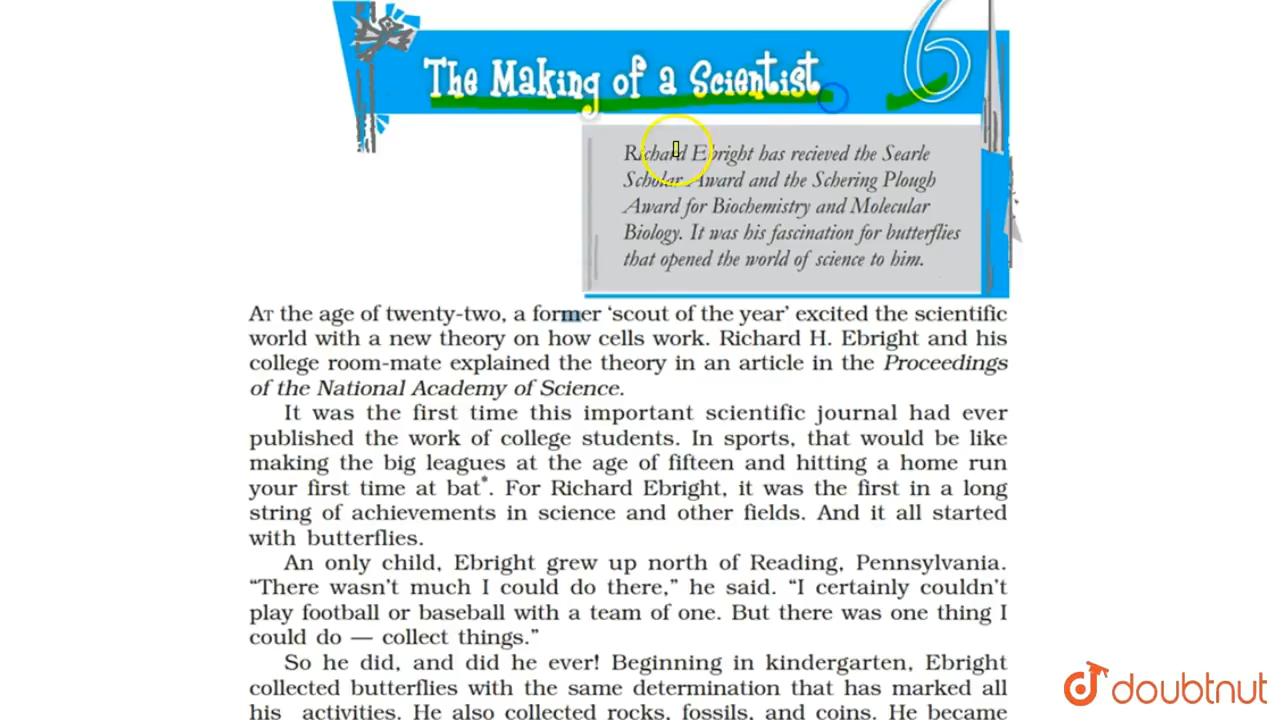 6
The Making of a Scientist
Richard Ebright has recieved the Searle
Scholar Award and the Schering Plough
Award for Biochemistry and Molecular
Biology. It was his fascination for butterflies
that opened the world of science to him.
AT the age of twenty-two, a former ‘scout of the year’ excited the scientific
world with a new theory on how cells work. Richard H. Ebright and his
college room-mate explained the theory in an article in the Proceedings
of the National Academy of Science.
It was the first time this important scientific journal had ever
published the work of college students. In sports, that would be like
making the big leagues at the age of fifteen and hitting a home run
your first time at bat*. For Richard Ebright, it was the first in a long
string of achievements in science and other fields. And it all started
with butterflies.
An only child, Ebright grew up north of Reading, Pennsylvania.
“There wasn’t much I could do there,” he said. “I certainly couldn’t
play football or baseball with a team of one. But there was one thing I
could do — collect things.”
So he did, and did he ever! Beginning in kindergarten, Ebright
collected butterflies with the same determination that has marked all
his activities. He also collected rocks, fossils, and coins. He became
doubtnut